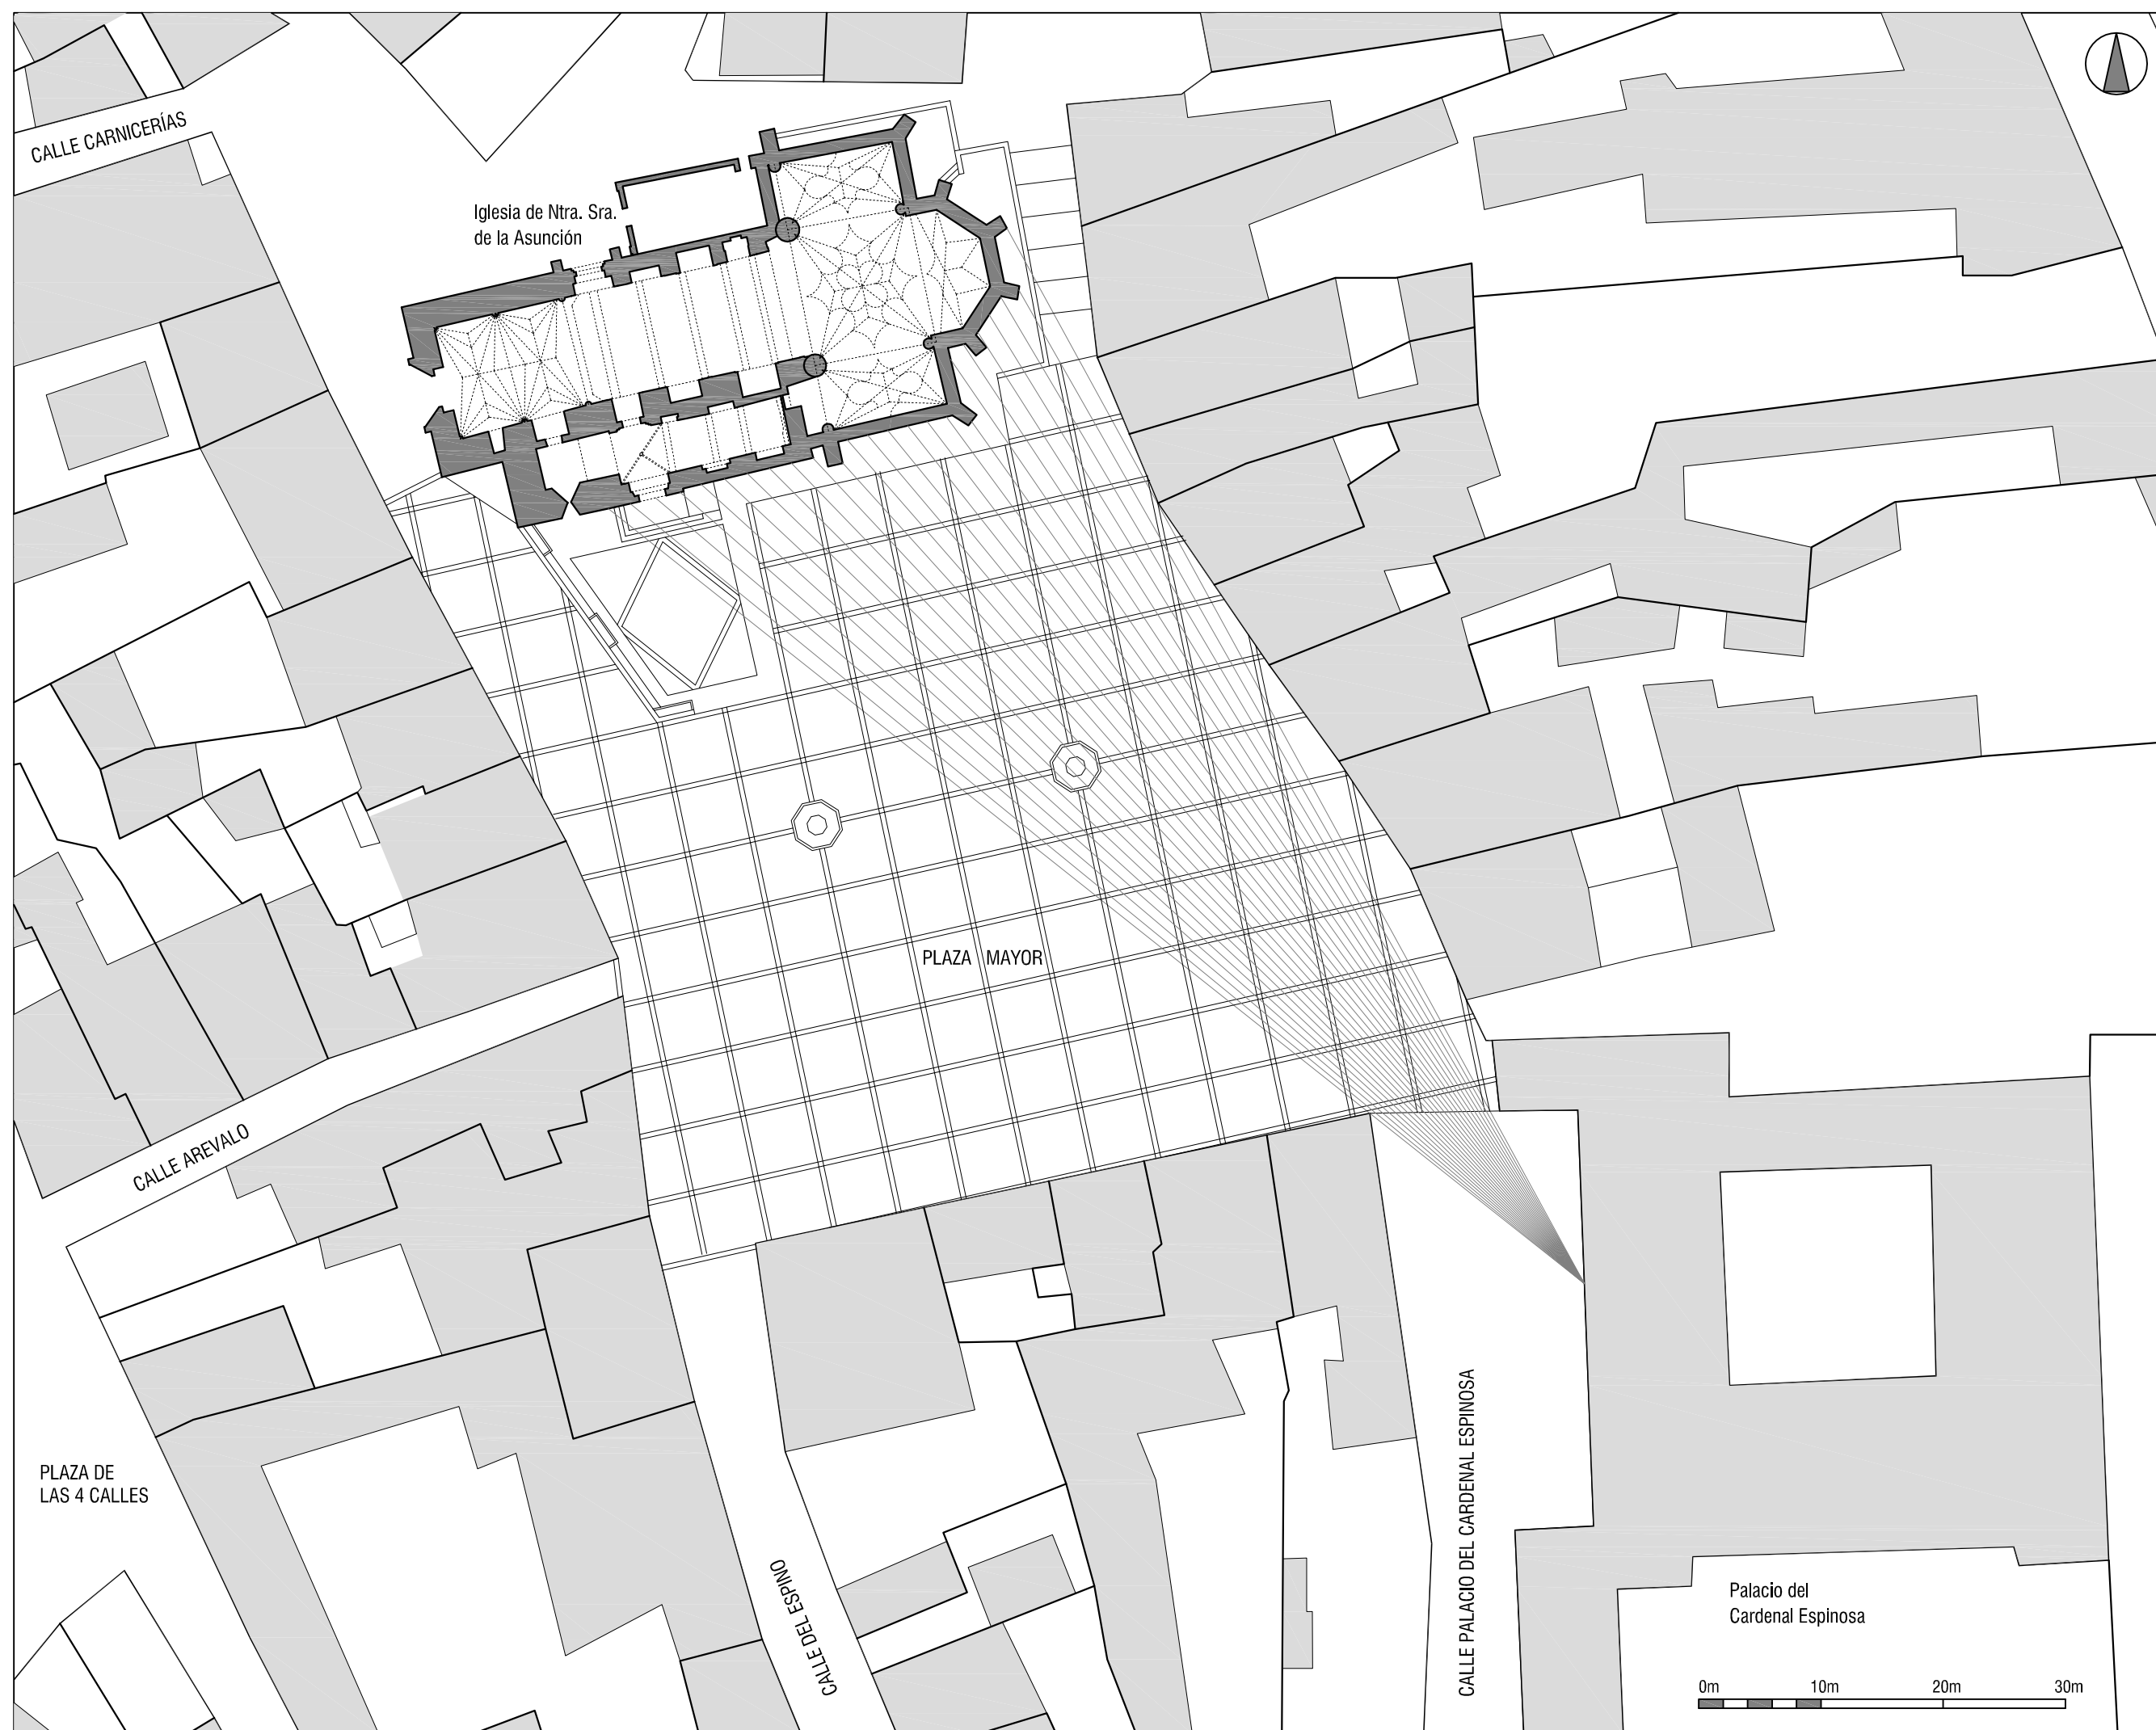 CALLE CARNICERÍAS
Iglesia de Ntra. Sra.
de la Asunción
PLAZA MAYOR
CALLE AREVALO
PLAZA DE
LAS 4 CALLES
CALLE DEL ESPINO
CALLE PALACIO DEL CARDENAL ESPINOSA
Palacio del
Cardenal Espinosa
0m 10m 20m 30m